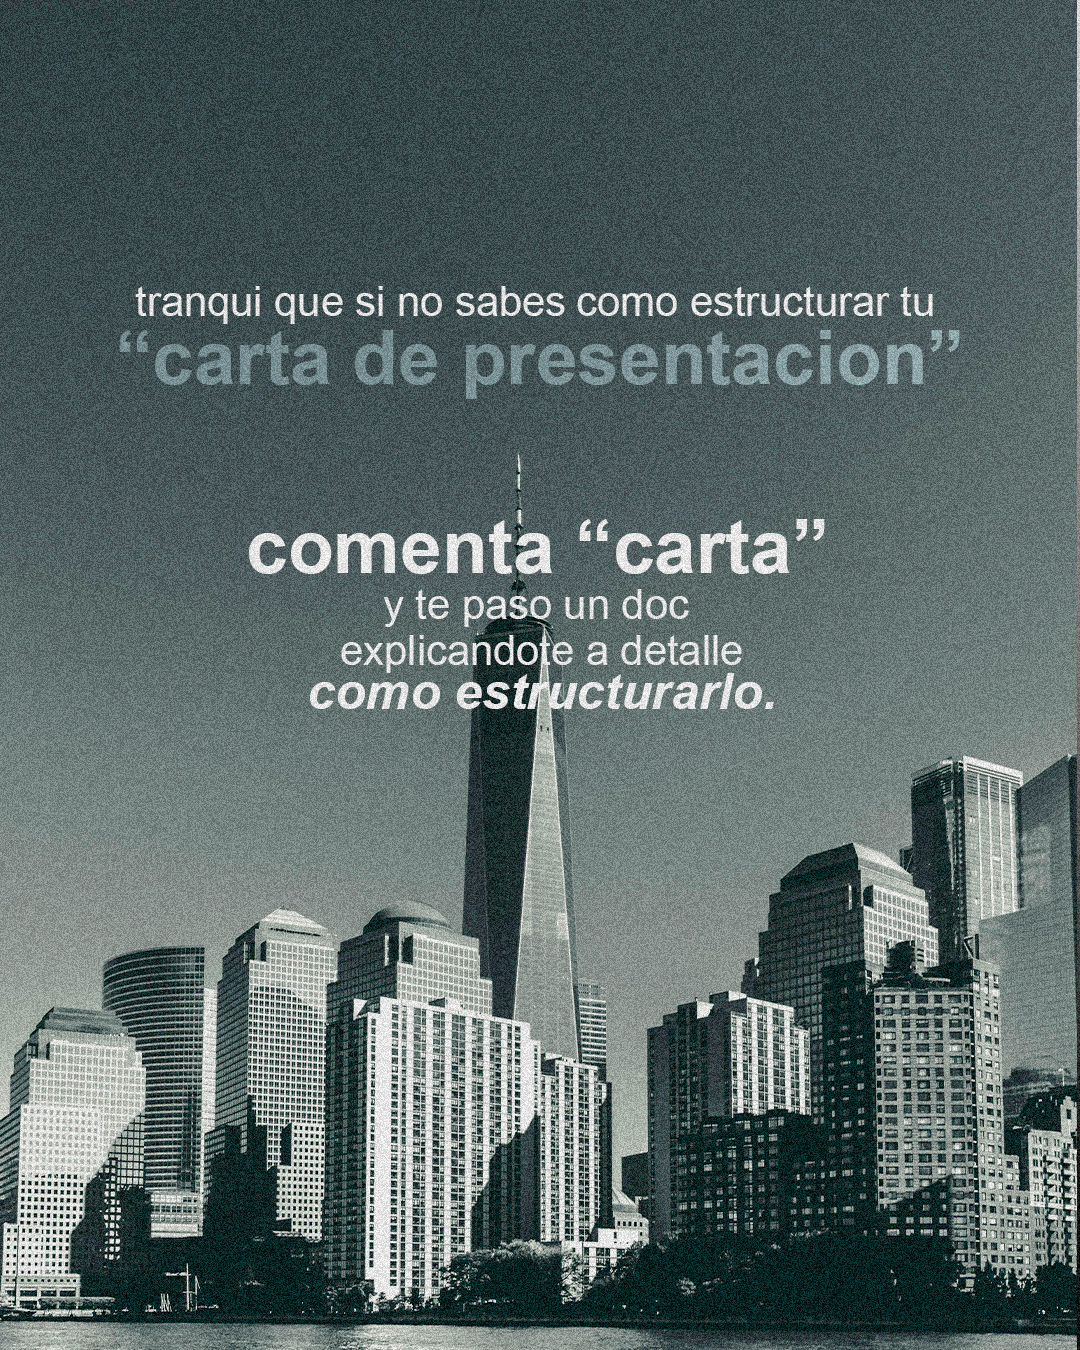 tranqui que si no sabes como estructurar tu
“carta de presentacion”
comenta “carta”
y te paso un doc
explicandote a detalle
como estructurarlo.